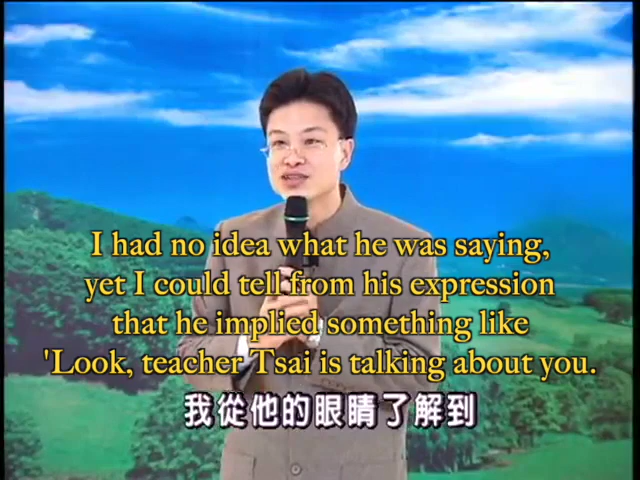 I had no idea what he was saying,
yet I could tell from his expression
that he implied something like
'Look, teacher Tsai is talking about you.
我從他的眼睛了解到